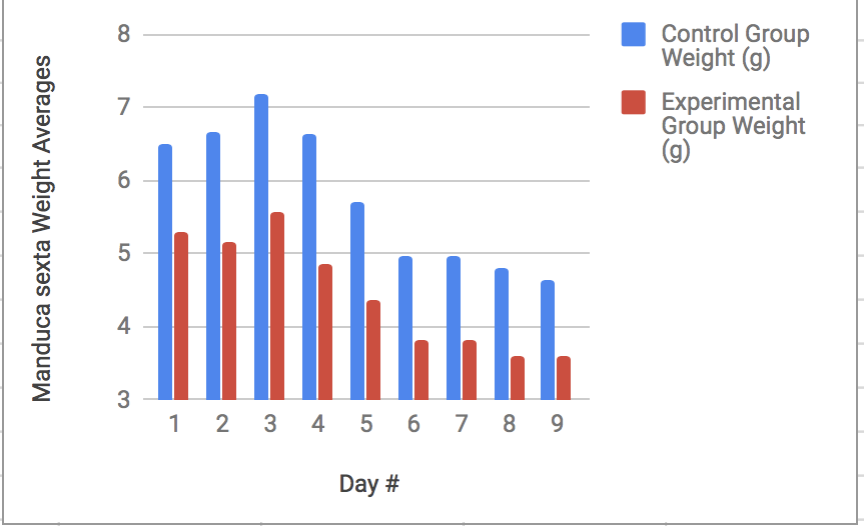 Manduca sexta Weight Averages
8
7
6
5
4
3
1 2 3 4 5 6 7 8 9
Day #
Control Group
Weight (g)
Experimental
Group Weight
(g)